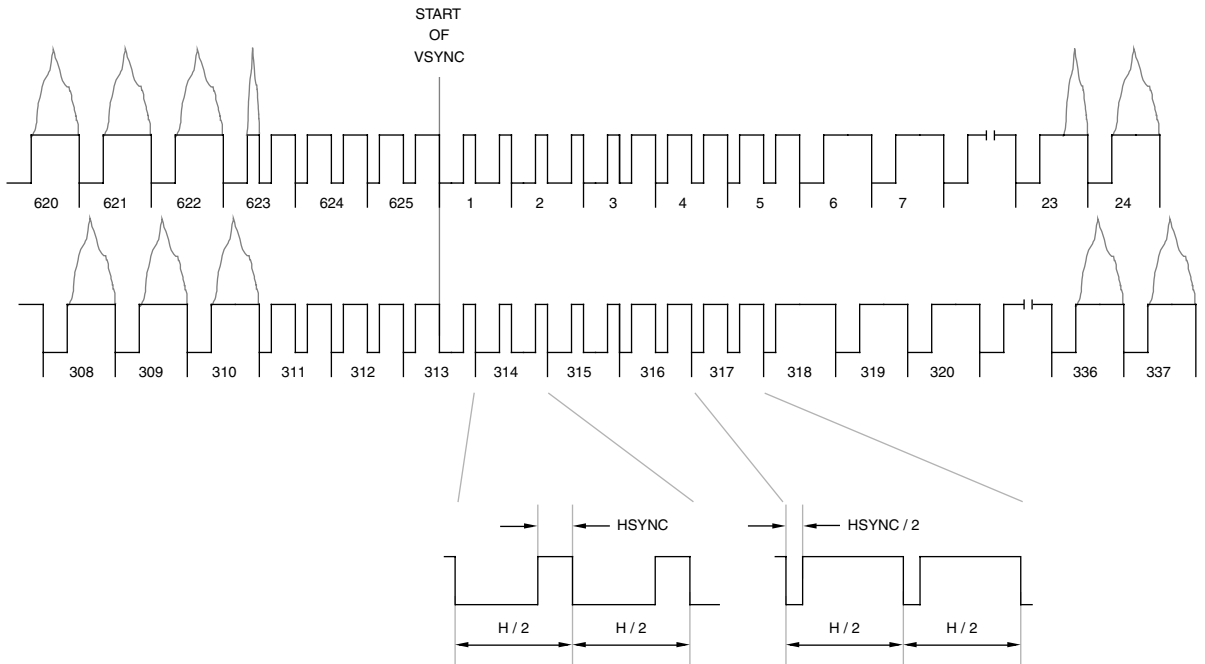 START
OF
VSYNC
620 621 622 623 624 625 1 2 3 4 5 6 7 23 24
308 309 310 311 312 313 314 315 316 317 318 319 320 336 337
HSYNC HSYNC / 2
H / 2 H / 2 H / 2 H / 2